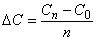 ΔC = (Cₙ − C₀) / n